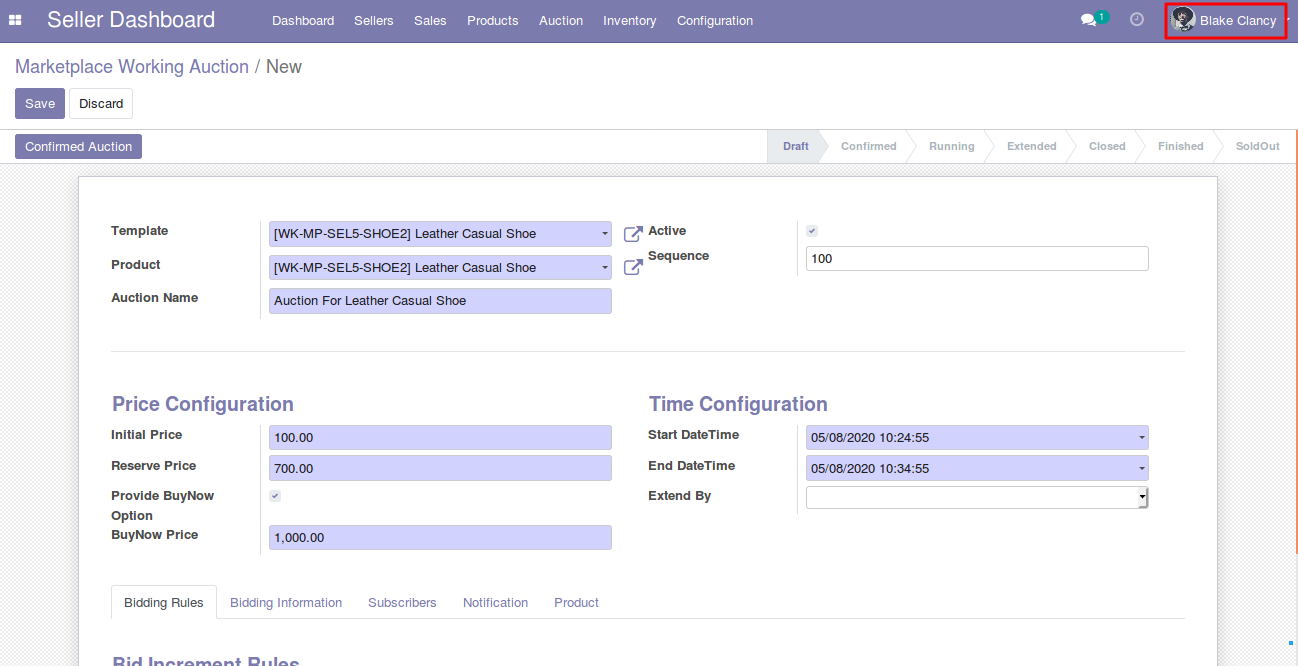 Seller Dashboard Dashboard Sellers Sales Products Auction Inventory Configuration 1 Blake Clancy
Marketplace Working Auction / New
Save Discard
Confirmed Auction Draft Confirmed Running Extended Closed Finished SoldOut
Template [WK-MP-SEL5-SHOE2] Leather Casual Shoe Active
Product [WK-MP-SEL5-SHOE2] Leather Casual Shoe Sequence 100
Auction Name Auction For Leather Casual Shoe
Price Configuration Time Configuration
Initial Price 100.00 Start DateTime 05/08/2020 10:24:55
Reserve Price 700.00 End DateTime 05/08/2020 10:34:55
Provide BuyNow Extend By
Option
BuyNow Price 1,000.00
Bidding Rules Bidding Information Subscribers Notification Product
Bid Increment Rules